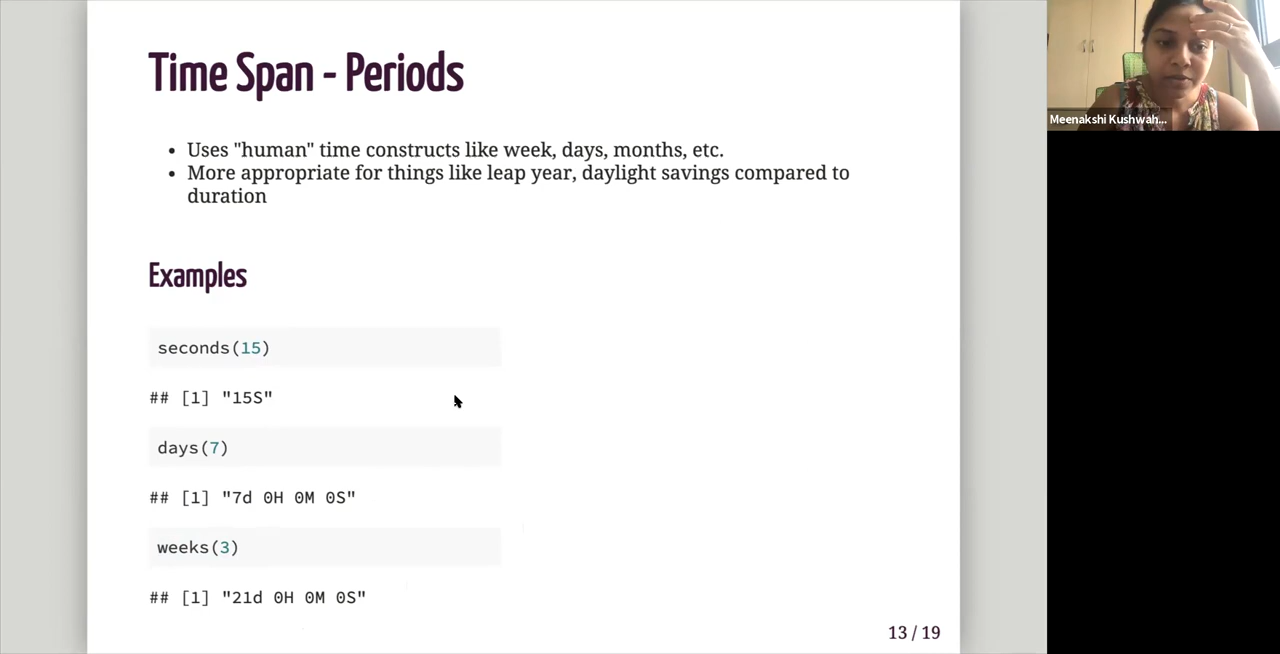 Time Span - Periods
Meenakshi Kushwah...
• Uses "human" time constructs like week, days, months, etc.
• More appropriate for things like leap year, daylight savings compared to
duration
Examples
seconds(15)
## [1] "15S"
days(7)
## [1] "7d 0H 0M 0S"
weeks(3)
## [1] "21d 0H 0M 0S"
13 / 19